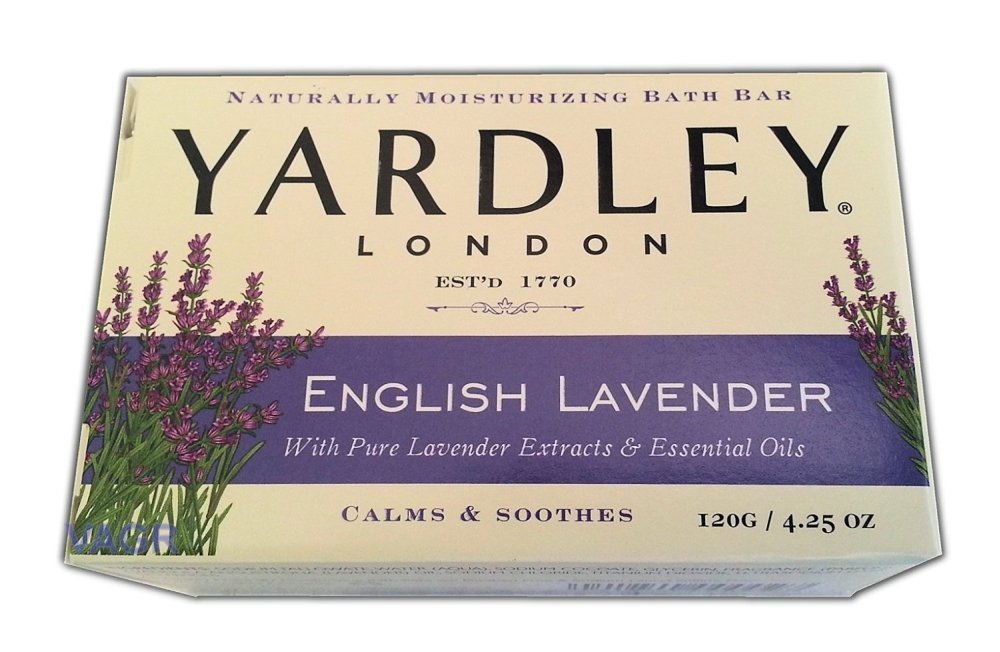 NATURALLY MOISTURIZING BATH BAR
YARDLEY®
LONDON
EST'D 1770
ENGLISH LAVENDER
With Pure Lavender Extracts & Essential Oils
CALMS & SOOTHES
120G / 4.25 OZ
VAGR